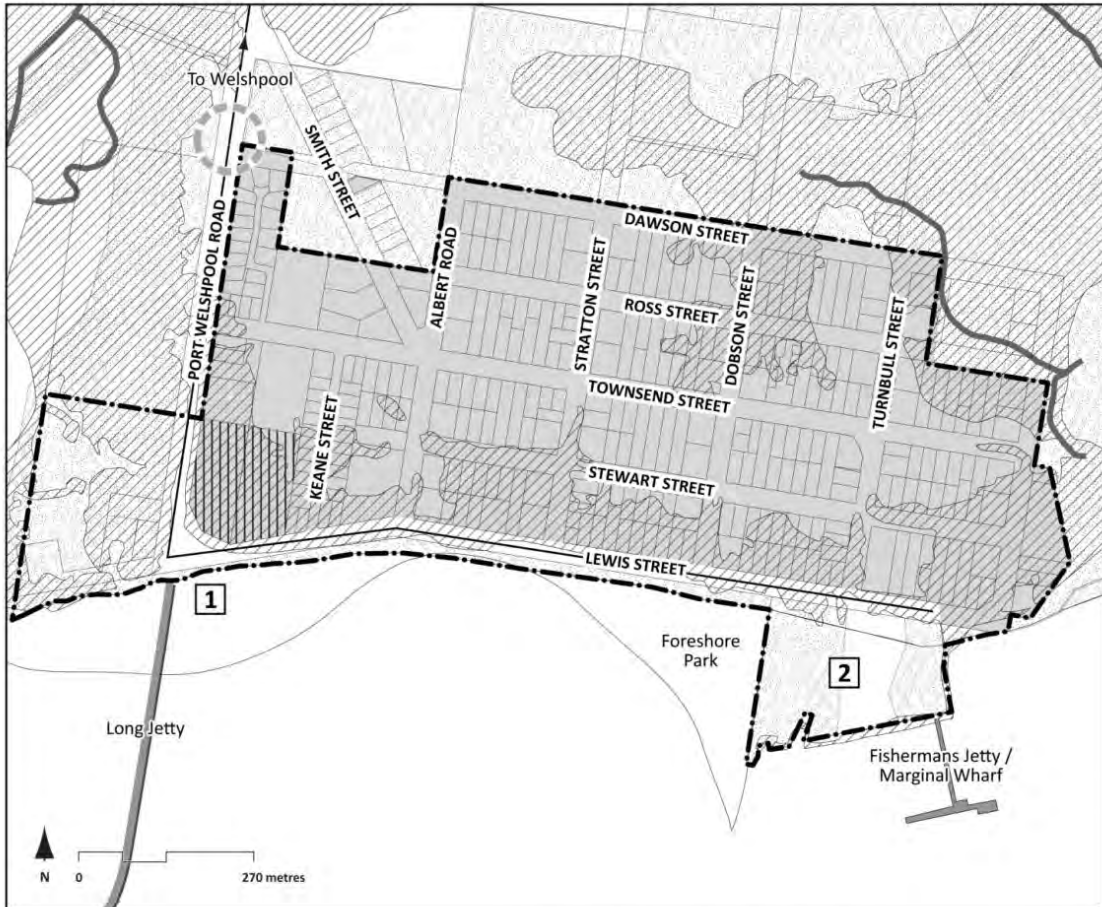 To Welshpool
SMITH STREET
PORT WELSHPOOL ROAD
ALBERT ROAD
DAWSON STREET
STRATTON STREET
ROSS STREET
DOBSON STREET
TURNBULL STREET
TOWNSEND STREET
KEANE STREET
STEWART STREET
LEWIS STREET
1
Foreshore
Park
2
Long Jetty
Fishermans Jetty /
Marginal Wharf
N
0
270 metres